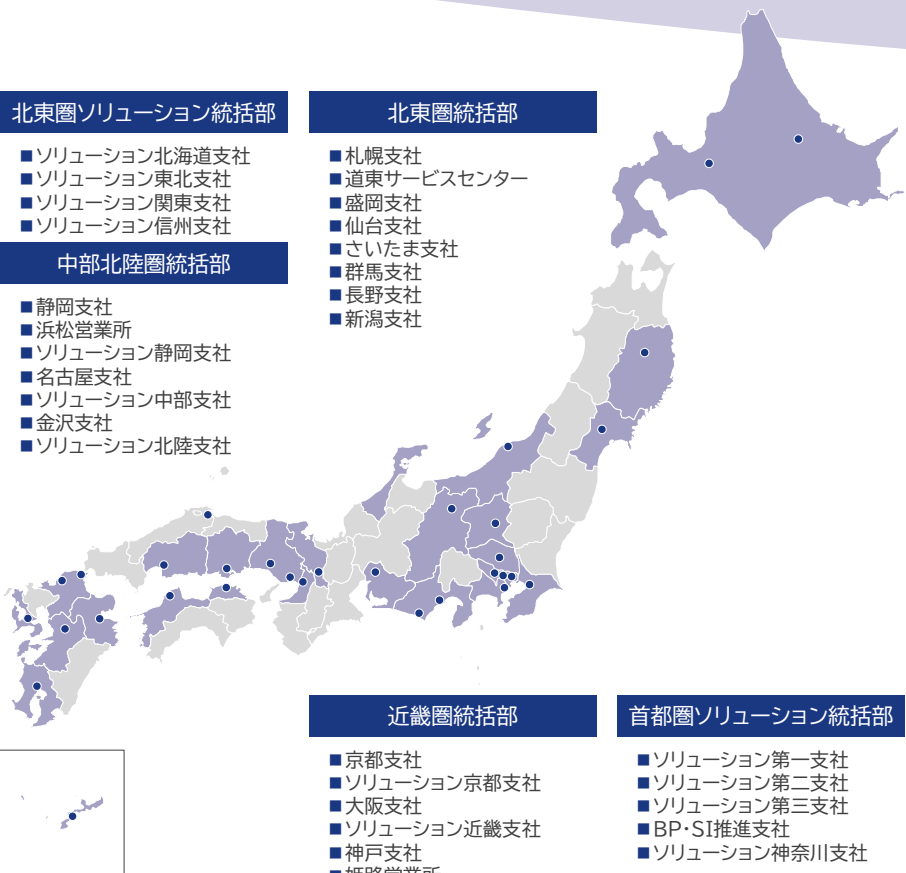 北東圏ソリューション統括部
■ソリューション北海道支社
■ソリューション東北支社
■ソリューション関東支社
■ソリューション信州支社
中部北陸圏統括部
■静岡支社
■浜松営業所
■ソリューション静岡支社
■名古屋支社
■ソリューション中部支社
■金沢支社
■ソリューション北陸支社
北東圏統括部
■札幌支社
■道東サービスセンター
■盛岡支社
■仙台支社
■さいたま支社
■群馬支社
■長野支社
■新潟支社
近畿圏統括部
■京都支社
■ソリューション京都支社
■大阪支社
■ソリューション近畿支社
■神戸支社
■姫路営業所
首都圏ソリューション統括部
■ソリューション第一支社
■ソリューション第二支社
■ソリューション第三支社
■BP・SI推進支社
■ソリューション神奈川支社